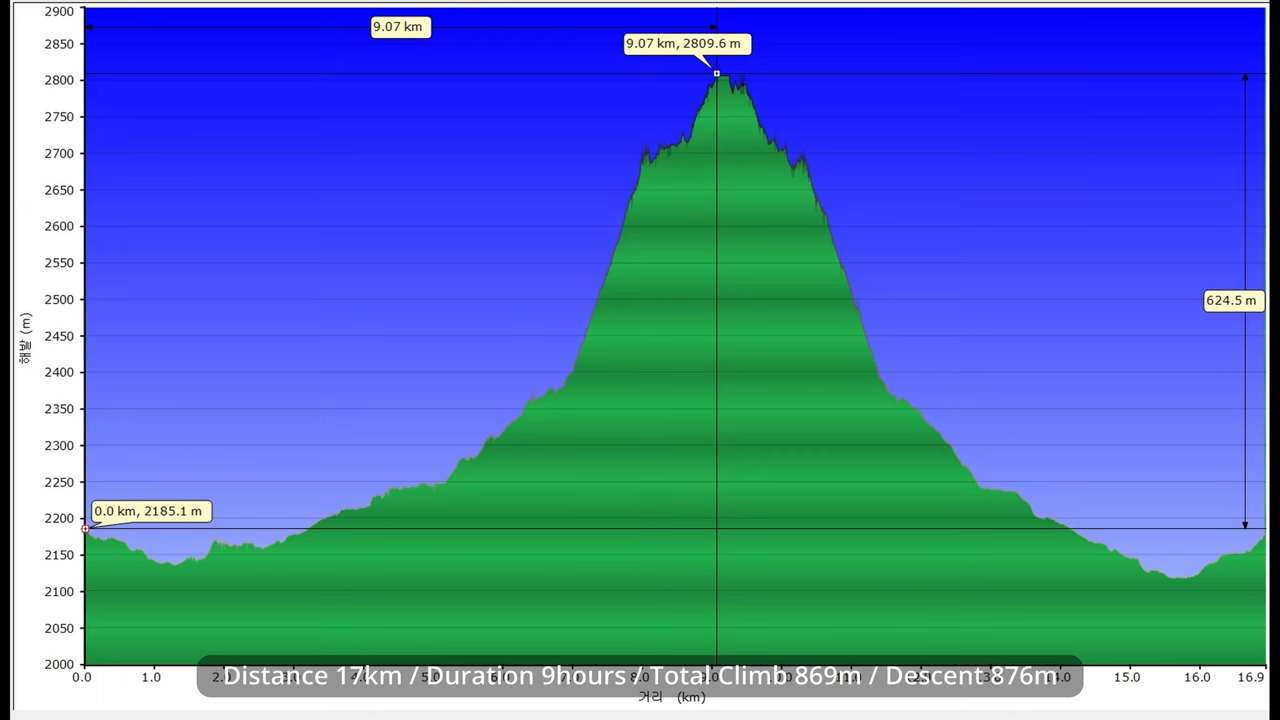 2900
9.07 km
2850
9.07 km, 2809.6 m
2800
2750
2700
2650
2600
2550
2500
624.5 m
2450
해발 (m)
2400
2350
2300
2250
0.0 km, 2185.1 m
2200
2150
2100
2050
2000
0.0 1.0 15.0 16.0 16.9
Distance 17km / Duration 9hours / Total Climb 869m / Descent 876m
거리 (km)